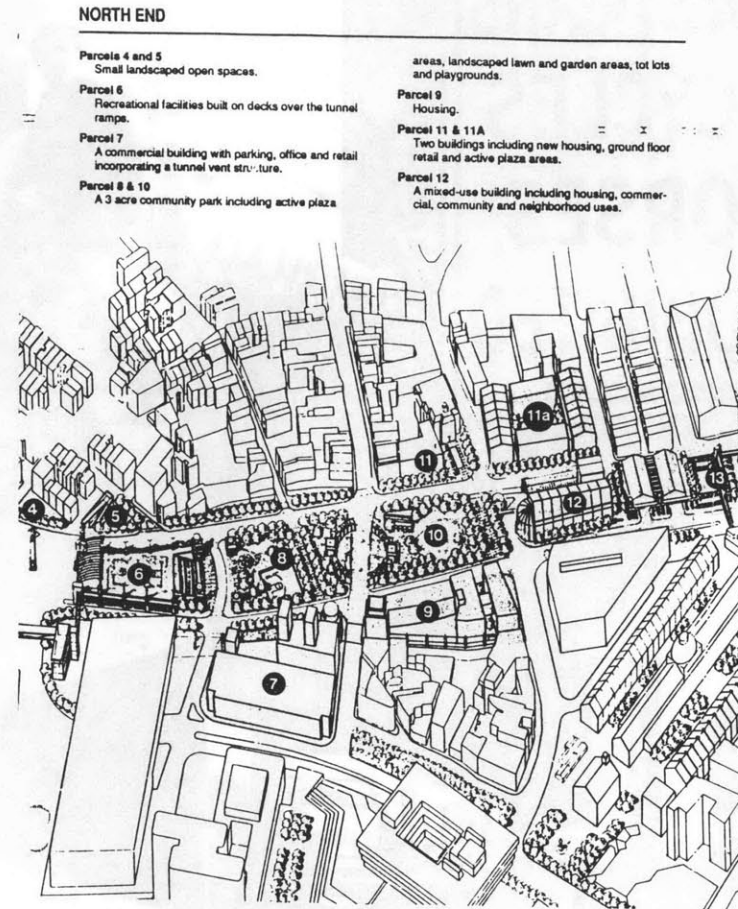 NORTH END
Parcels 4 and 5
Small landscaped open spaces.
Parcel 6
Recreational facilities built on decks over the tunnel
ramps.
Parcel 7
A commercial building with parking, office and retail
incorporating a tunnel vent structure.
Parcel 8 & 10
A 3 acre community park including active plaza
areas, landscaped lawn and garden areas, tot lots
and playgrounds.
Parcel 9
Housing.
Parcel 11 & 11A
Two buildings including new housing, ground floor
retail and active plaza areas.
Parcel 12
A mixed-use building including housing, commer-
cial, community and neighborhood uses.
11a
11
13
4
5
12
10
8
6
9
7